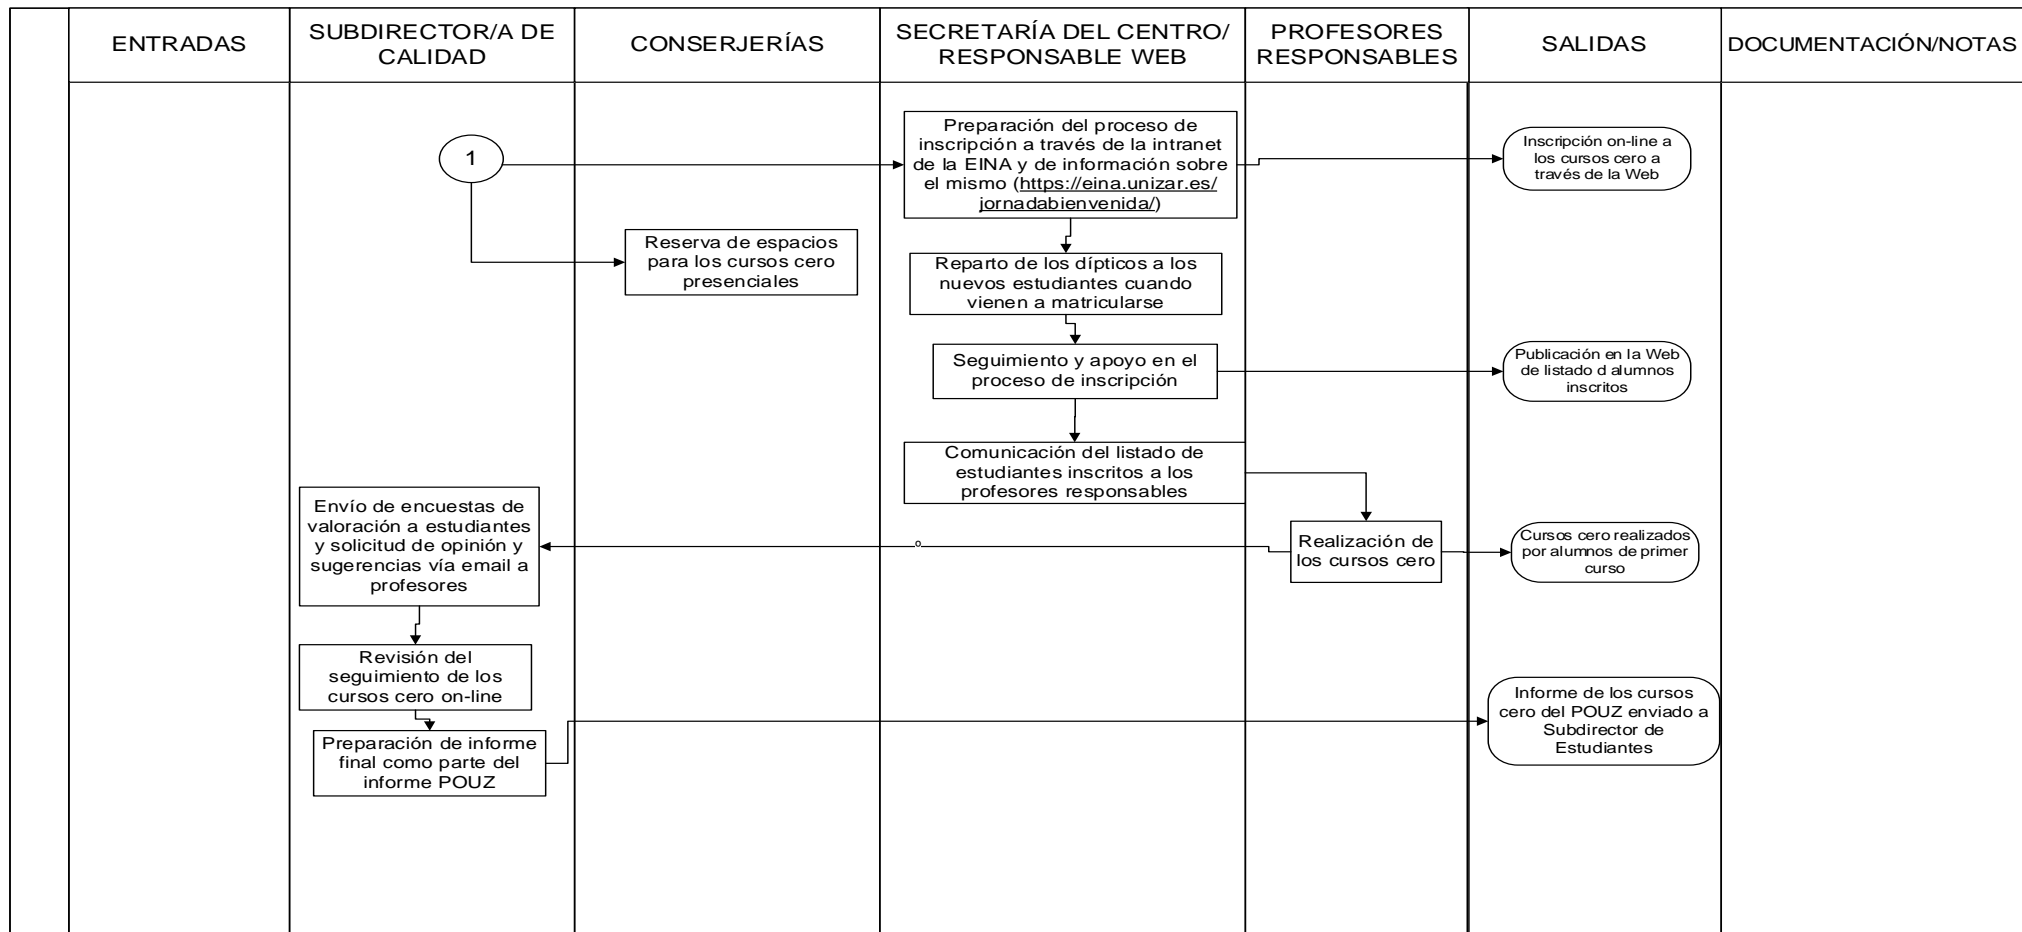 ENTRADAS
SUBDIRECTOR/A DE
CALIDAD
CONSERJERÍAS
SECRETARÍA DEL CENTRO/
RESPONSABLE WEB
PROFESORES
RESPONSABLES
SALIDAS
DOCUMENTACIÓN/NOTAS
1
Preparación del proceso de
inscripción a través de la intranet
de la EINA y de información sobre
el mismo (https://eina.unizar.es/
jornadabienvenida/)
Inscripción on-line a
los cursos cero a
través de la Web
Reserva de espacios
para los cursos cero
presenciales
Reparto de los dípticos a los
nuevos estudiantes cuando
vienen a matricularse
Seguimiento y apoyo en el
proceso de inscripción
Publicación en la Web
de listado d alumnos
inscritos
Comunicación del listado de
estudiantes inscritos a los
profesores responsables
Envío de encuestas de
valoración a estudiantes
y solicitud de opinión y
sugerencias vía email a
profesores
o
Realización de
los cursos cero
Cursos cero realizados
por alumnos de primer
curso
Revisión del
seguimiento de los
cursos cero on-line
Preparación de informe
final como parte del
informe POUZ
Informe de los cursos
cero del POUZ enviado a
Subdirector de
Estudiantes